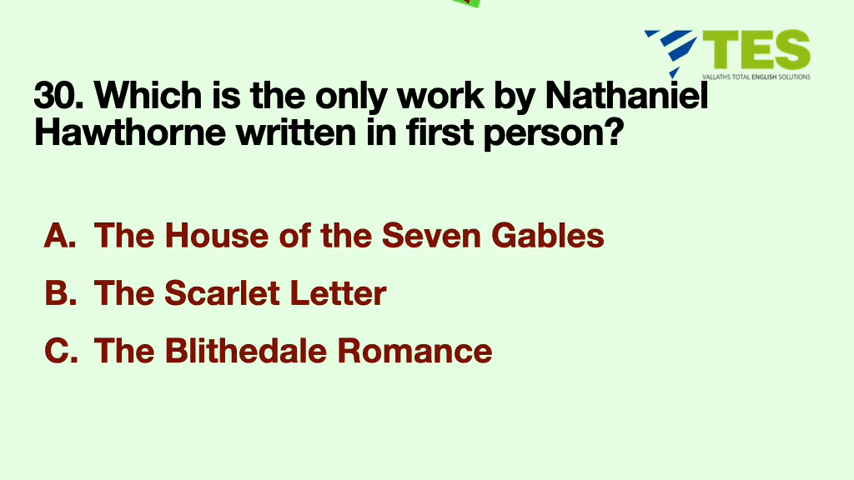 TES
VALLATHS TOTAL ENGLISH SOLUTIONS
30. Which is the only work by Nathaniel
Hawthorne written in first person?
A. The House of the Seven Gables
B. The Scarlet Letter
C. The Blithedale Romance